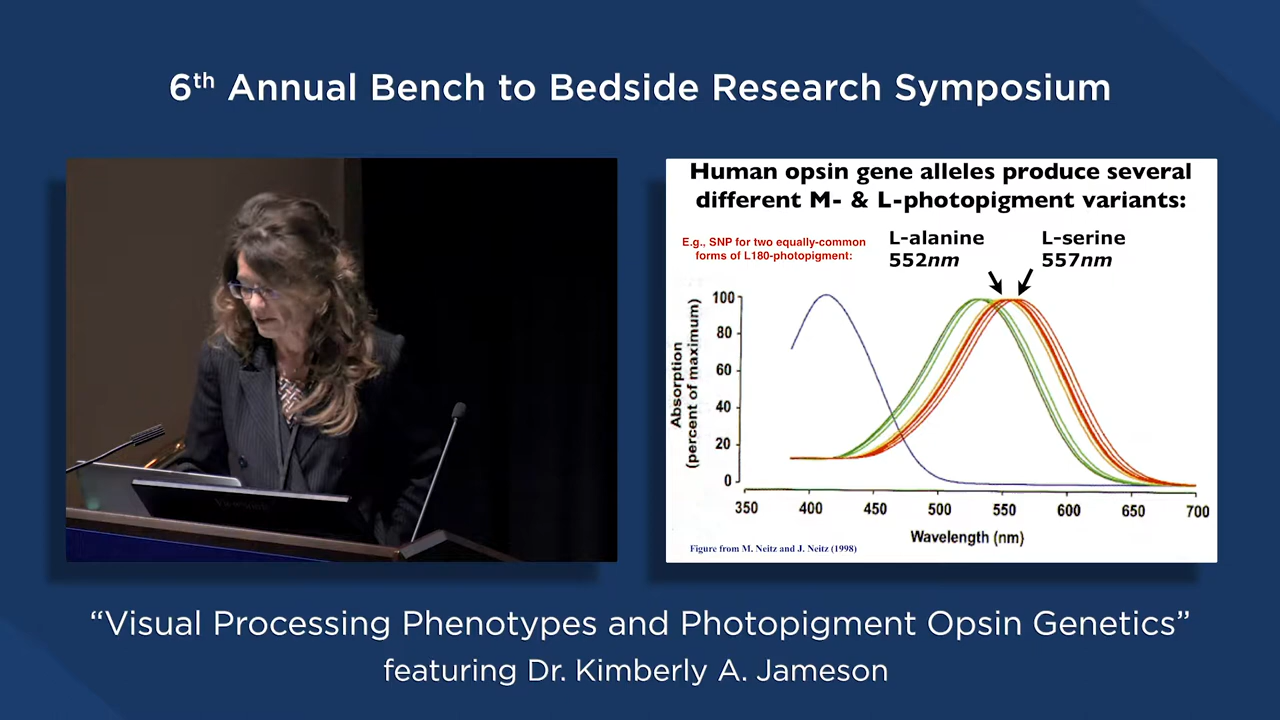 6th Annual Bench to Bedside Research Symposium
Human opsin gene alleles produce several
different M- & L-photopigment variants:
E.g., SNP for two equally-common
forms of L180-photopigment:
L-alanine
552nm
L-serine
557nm
Absorption
(percent of maximum)
100
80
60
40
20
0
350 400 450 500 550 600 650 700
Wavelength (nm)
Figure from M. Neitz and J. Neitz (1998)
“Visual Processing Phenotypes and Photopigment Opsin Genetics”
featuring Dr. Kimberly A. Jameson